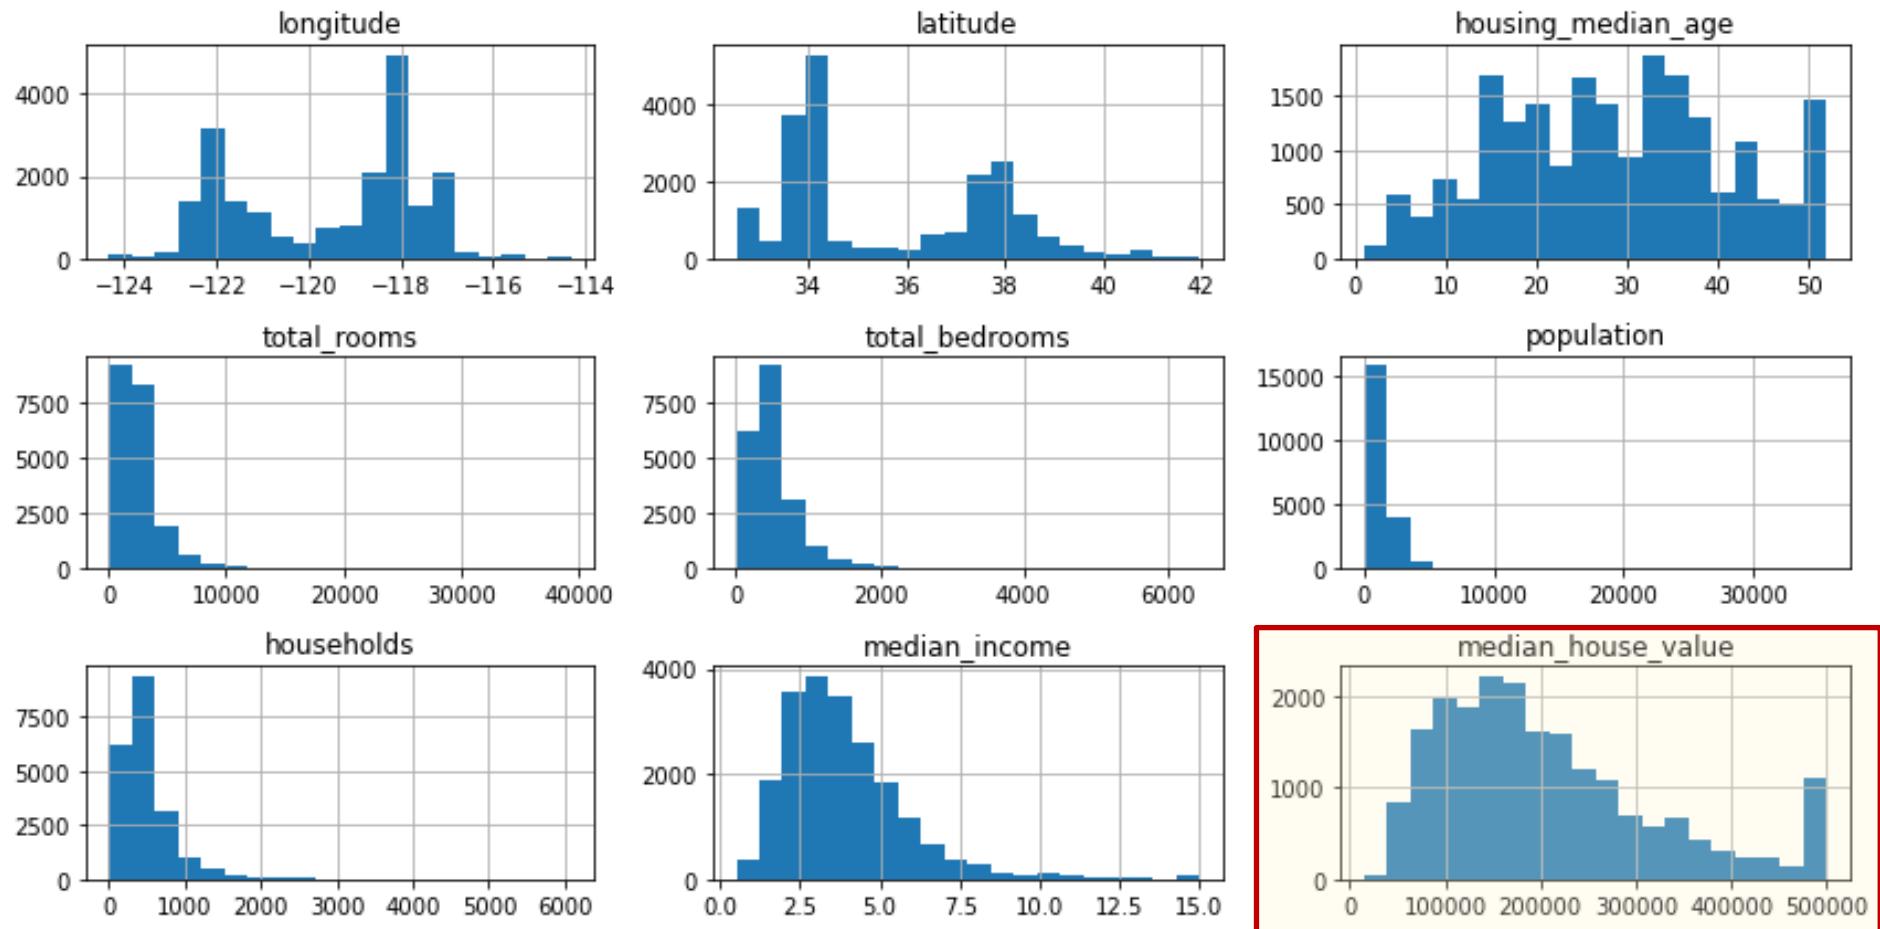 longitude
latitude
housing_median_age
4000
2000
0
−124 −122 −120 −118 −116 −114
4000
2000
0
34 36 38 40 42
1500
1000
500
0
0 10 20 30 40 50
total_rooms
total_bedrooms
population
7500
5000
2500
0
0 10000 20000 30000 40000
7500
5000
2500
0
0 2000 4000 6000
15000
10000
5000
0
0 10000 20000 30000
households
median_income
median_house_value
7500
5000
2500
0
0 1000 2000 3000 4000 5000 6000
4000
2000
0
0.0 2.5 5.0 7.5 10.0 12.5 15.0
2000
1000
0
0 100000 200000 300000 400000 500000